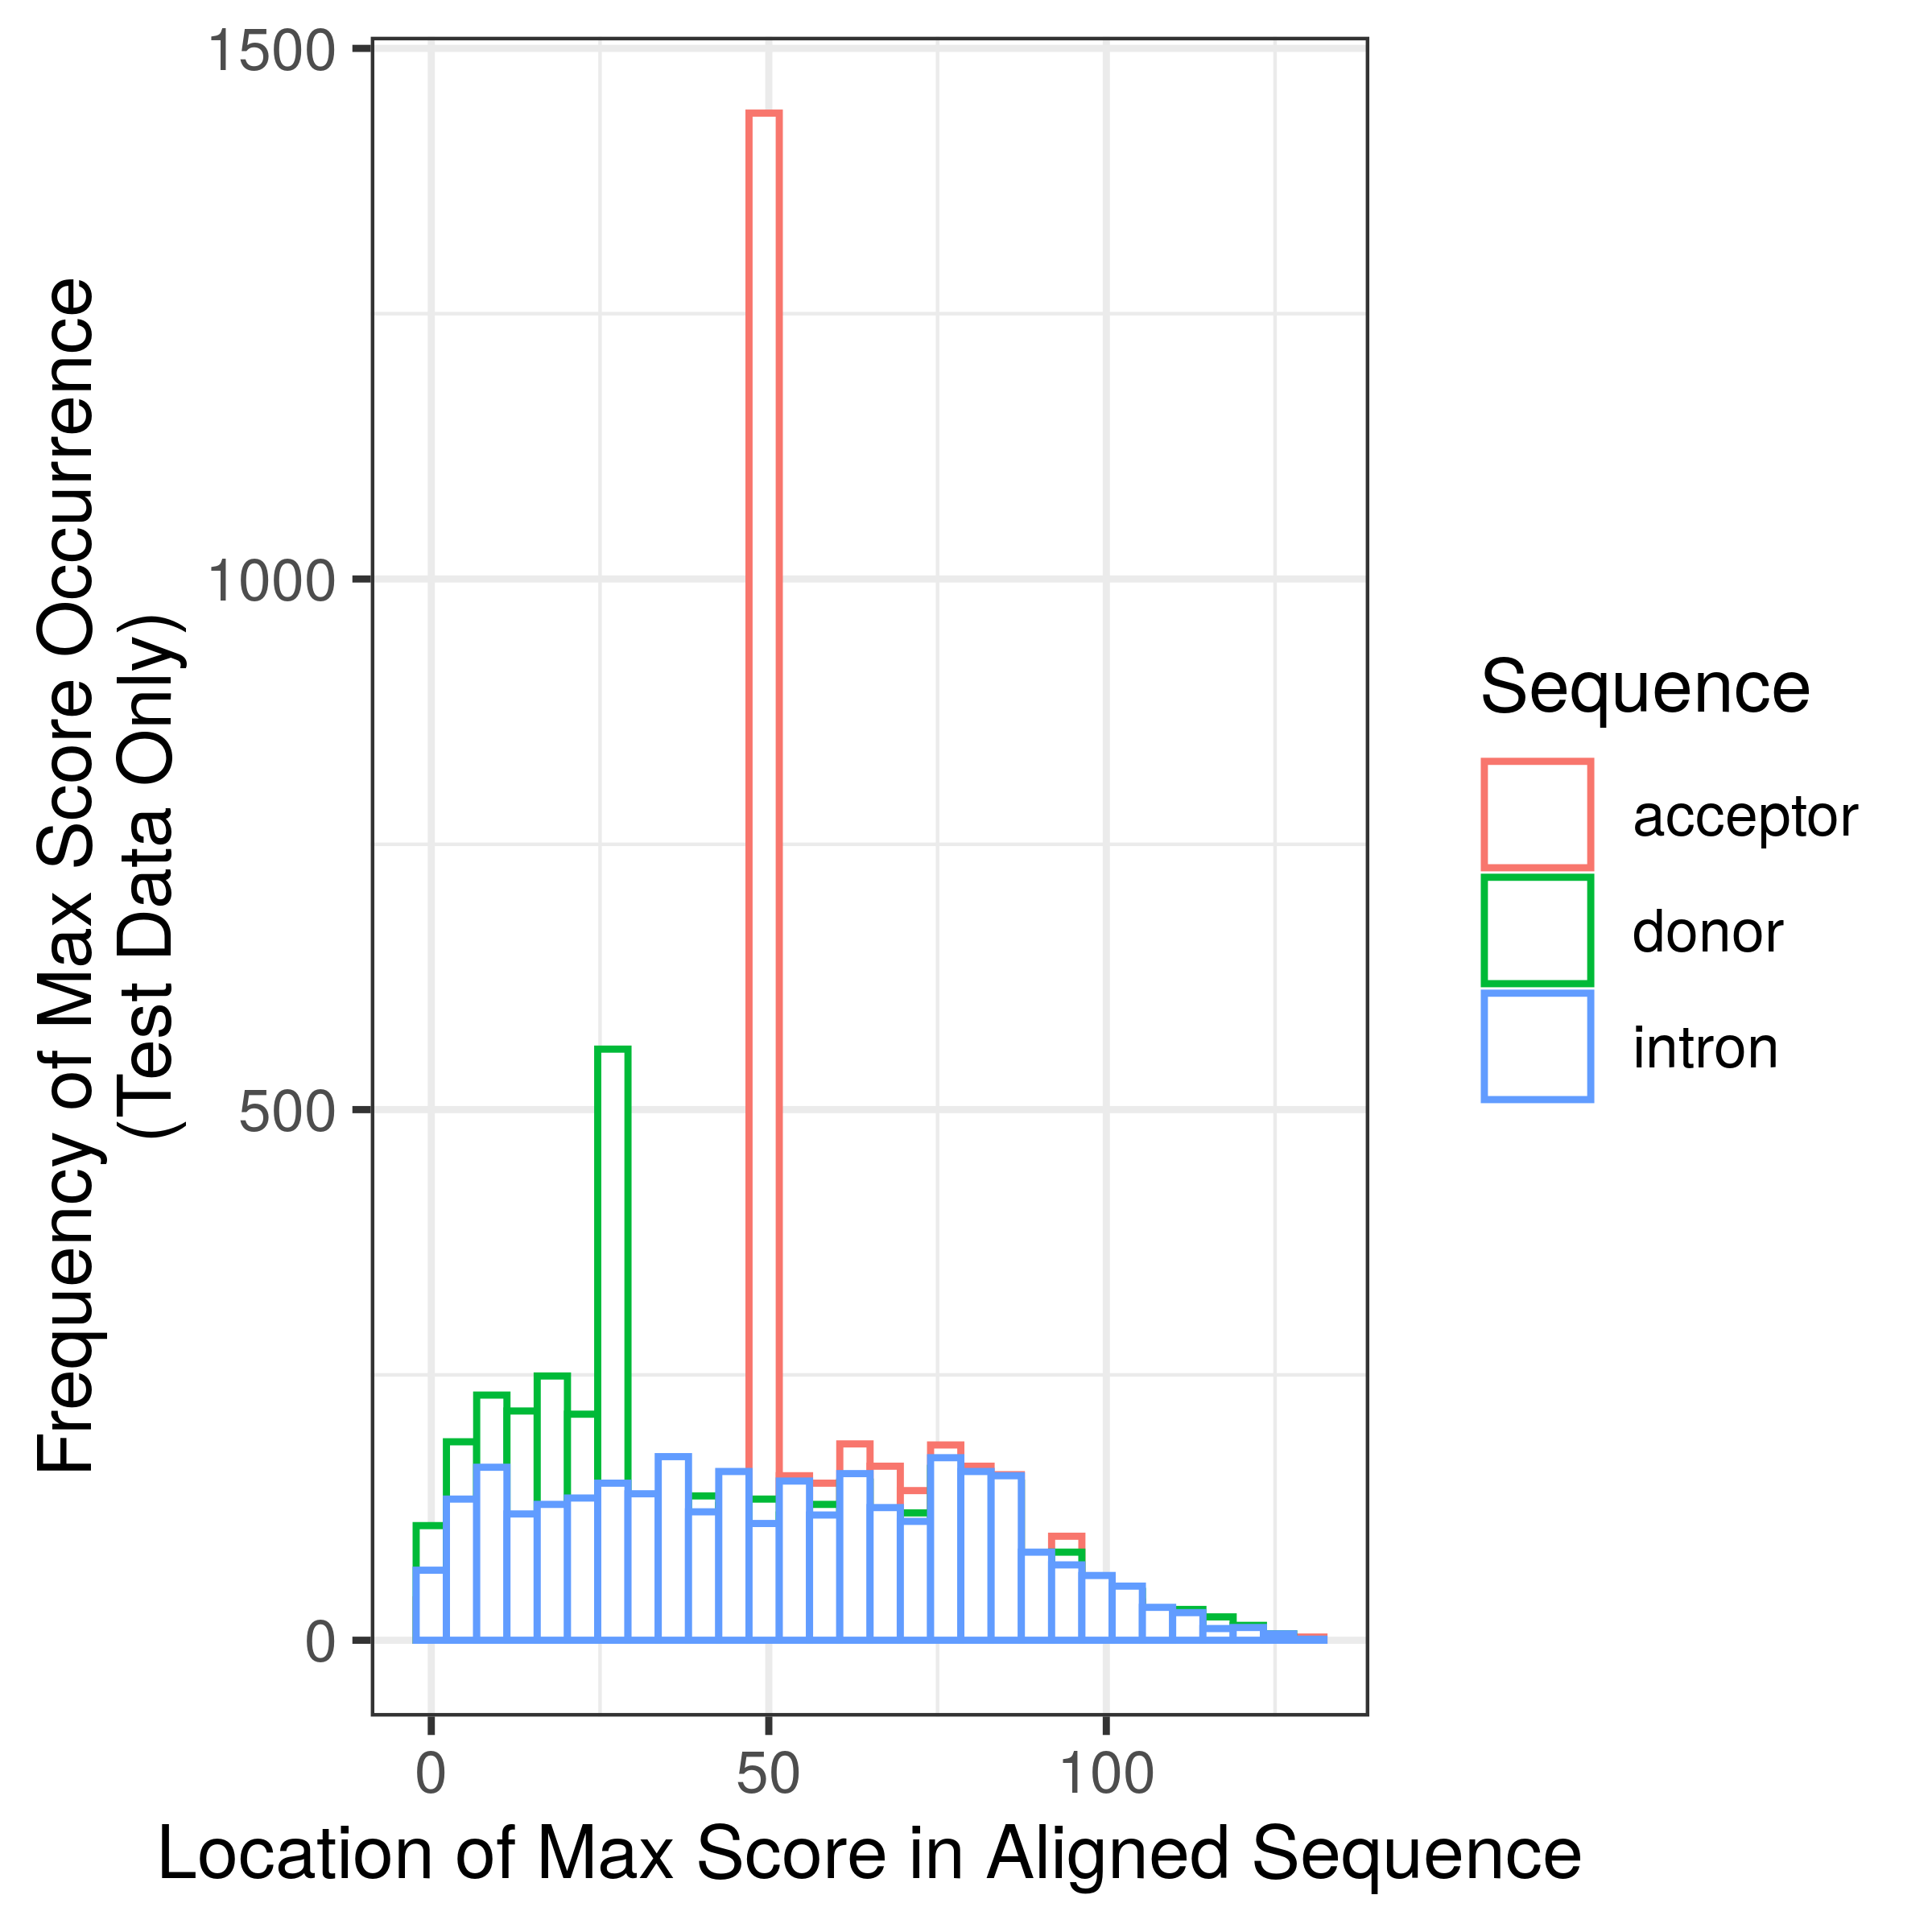 Frequency of Max Score Occurrence
(Test Data Only)
1500
1000
500
0
0 50 100
Location of Max Score in Aligned Sequence
Sequence
acceptor
donor
intron